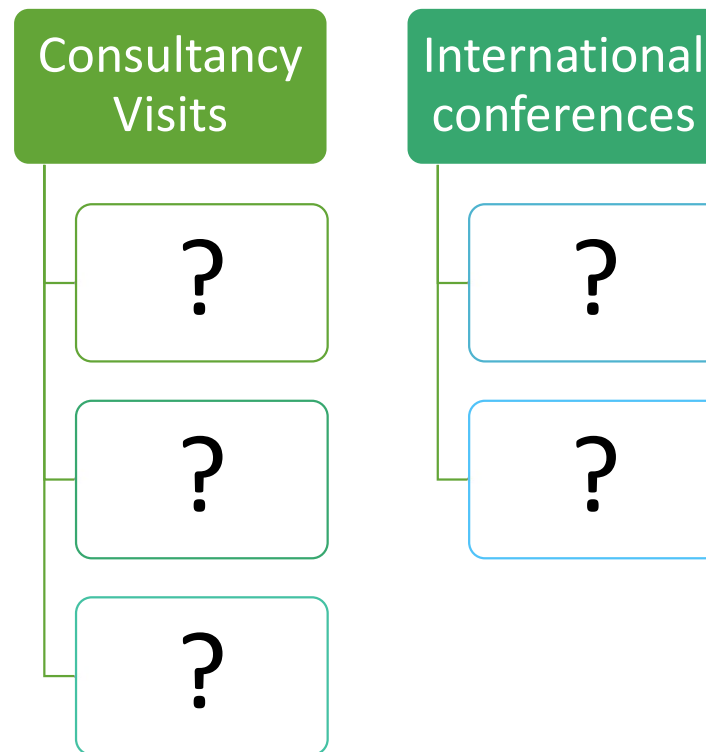 Consultancy
Visits
?
?
?
International
conferences
?
?